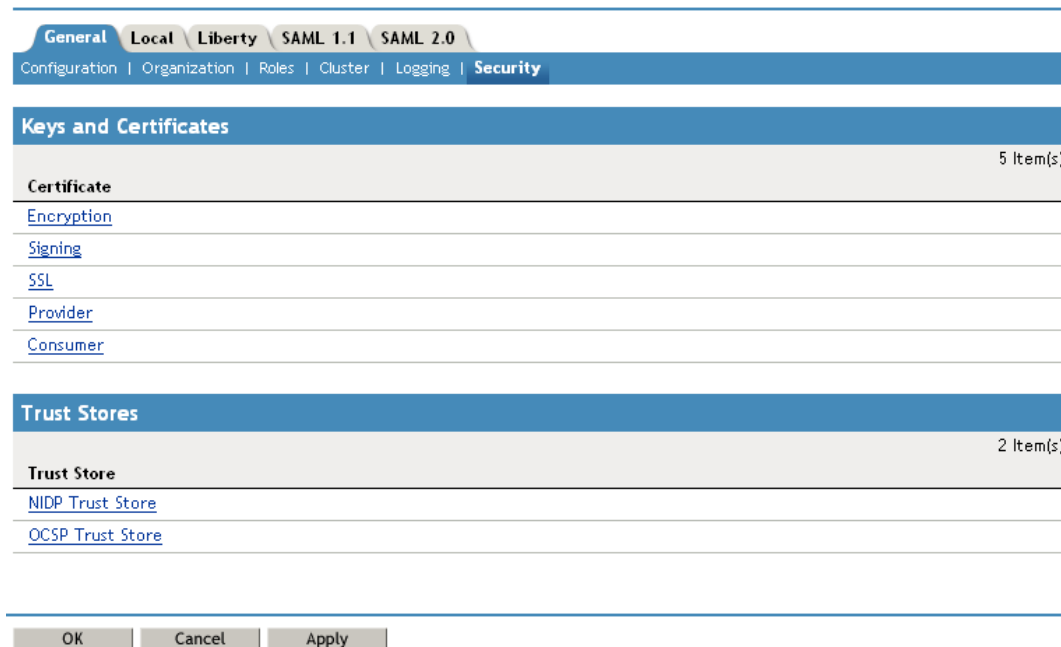 General Local Liberty SAML 1.1 SAML 2.0
Configuration | Organization | Roles | Cluster | Logging | Security
Keys and Certificates
5 Item(s)
Certificate
Encryption
Signing
SSL
Provider
Consumer
Trust Stores
2 Item(s)
Trust Store
NIDP Trust Store
OCSP Trust Store
OK Cancel Apply